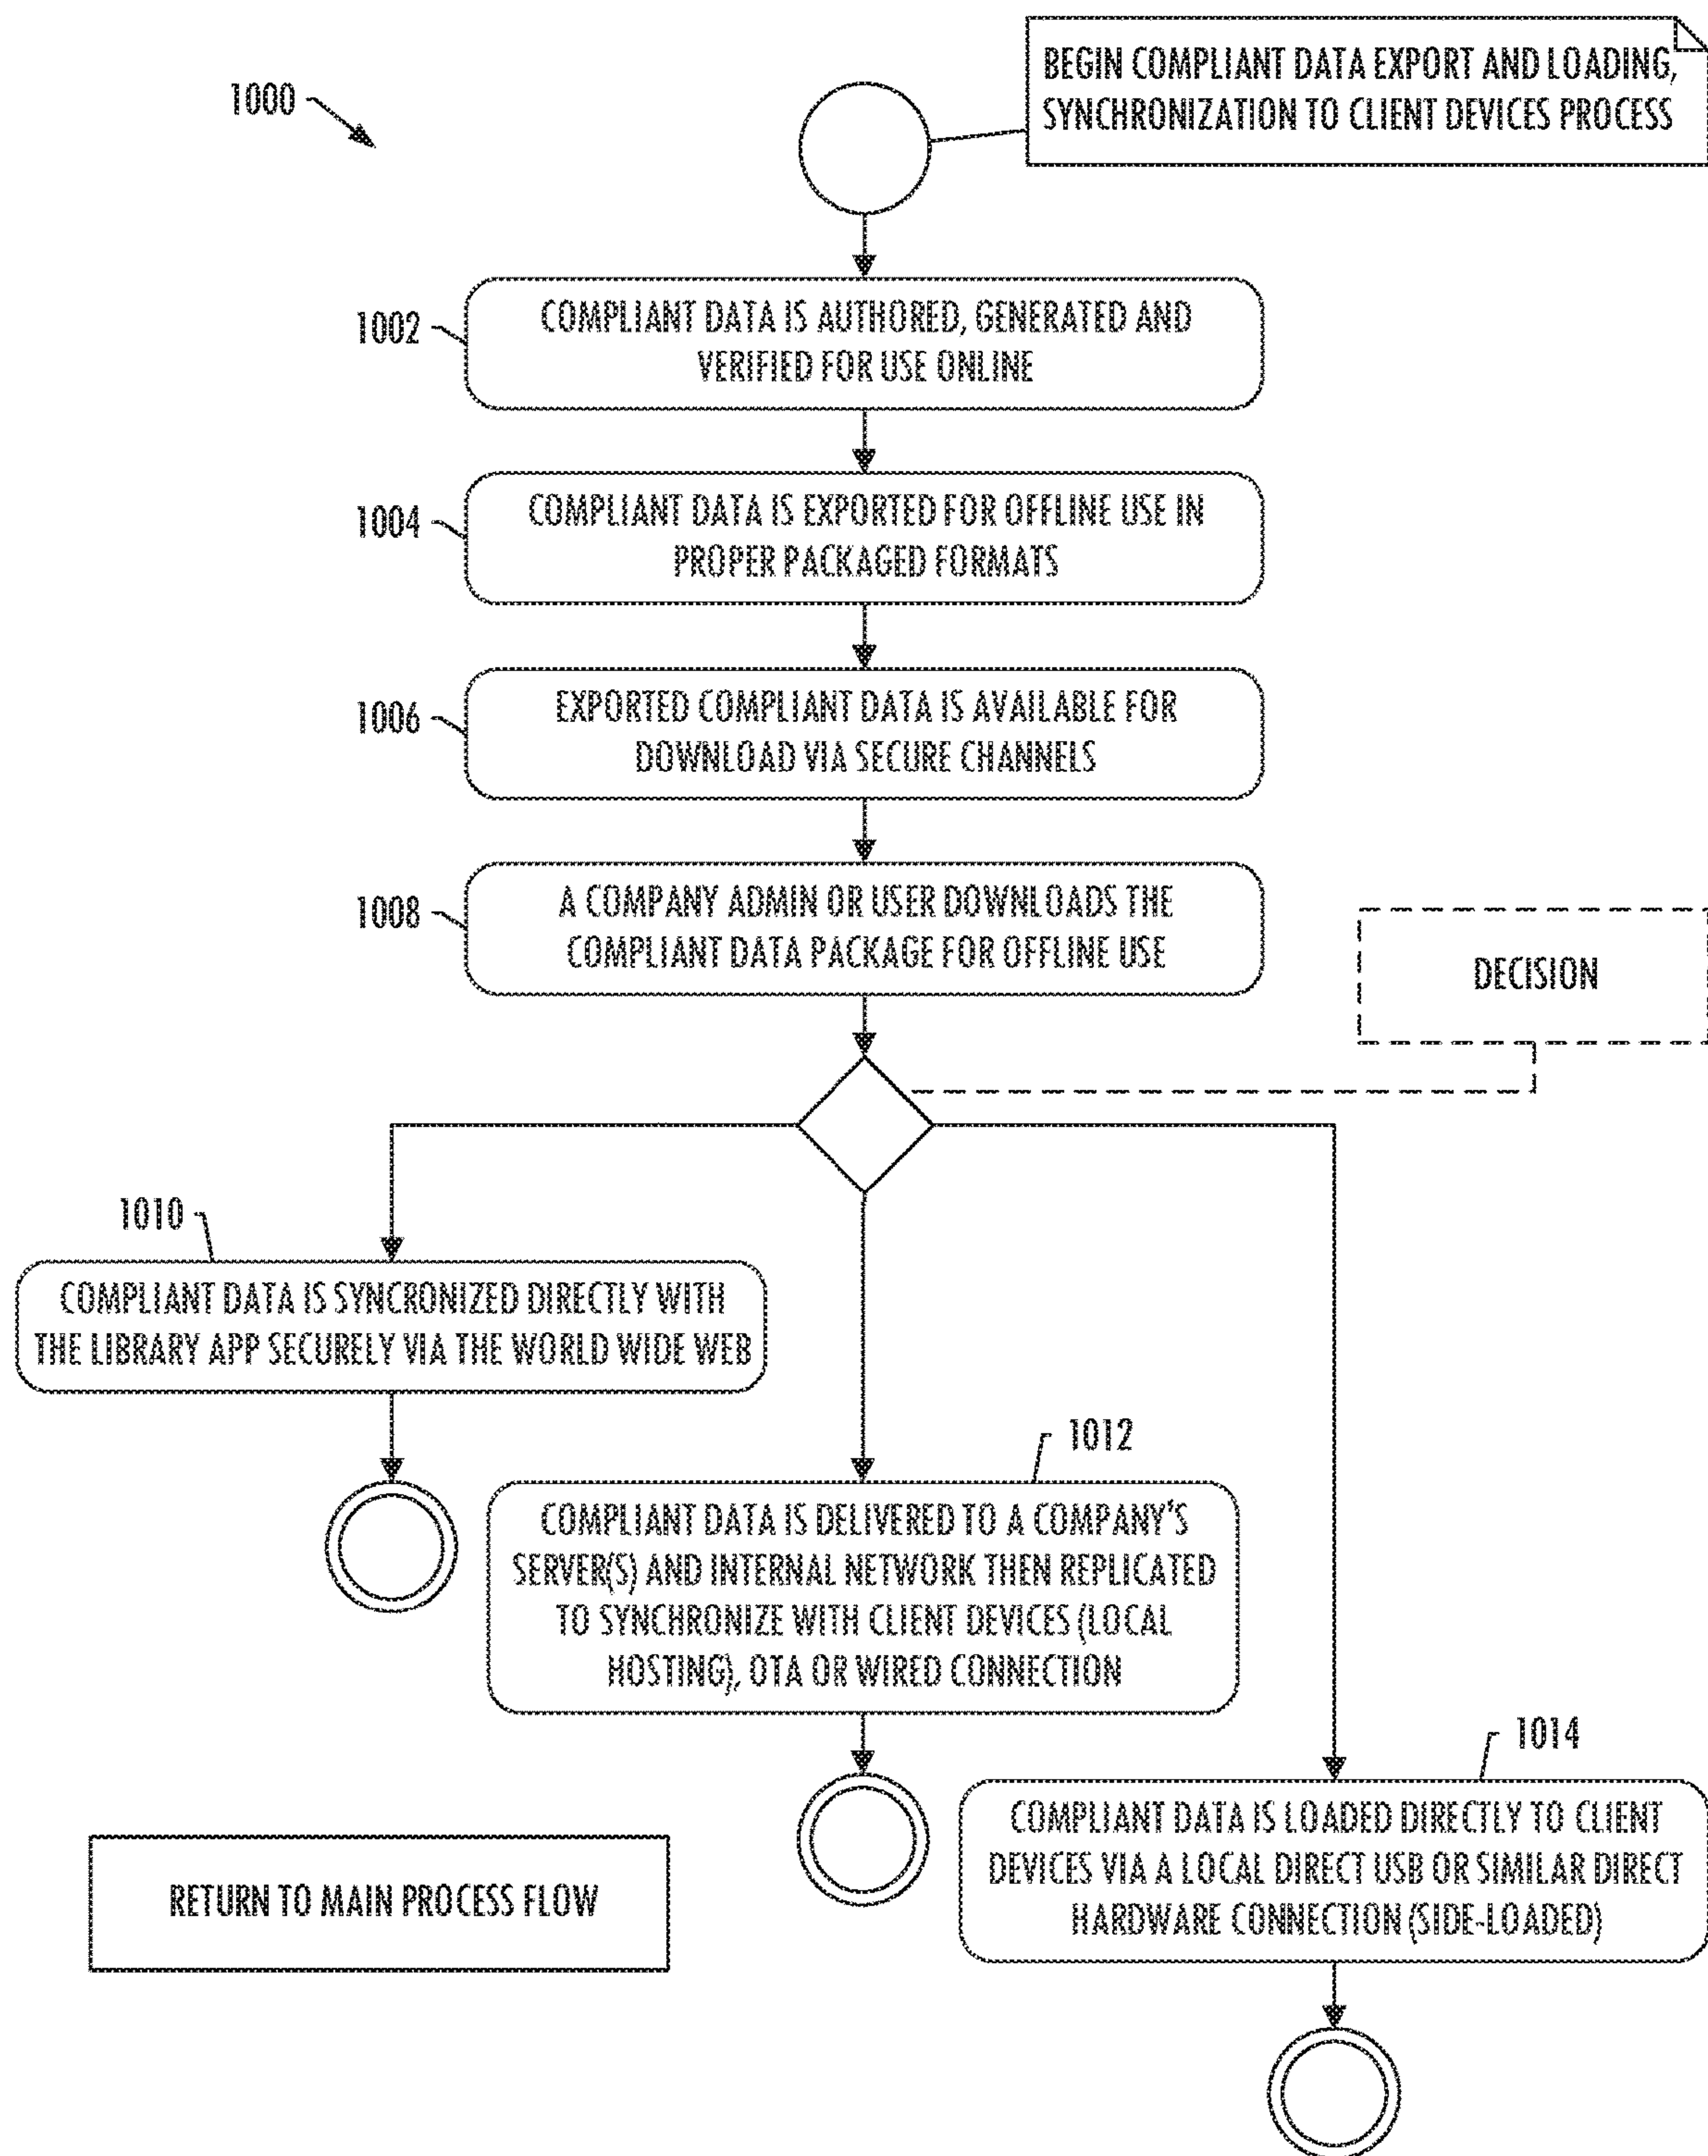 1000
BEGIN COMPLIANT DATA EXPORT AND LOADING,
SYNCHRONIZATION TO CLIENT DEVICES PROCESS
1002
COMPLIANT DATA IS AUTHORED, GENERATED AND
VERIFIED FOR USE ONLINE
1004
COMPLIANT DATA IS EXPORTED FOR OFFLINE USE IN
PROPER PACKAGED FORMATS
1006
EXPORTED COMPLIANT DATA IS AVAILABLE FOR
DOWNLOAD VIA SECURE CHANNELS
1008
A COMPANY ADMIN OR USER DOWNLOADS THE
COMPLIANT DATA PACKAGE FOR OFFLINE USE
DECISION
1010
COMPLIANT DATA IS SYNCRONIZED DIRECTLY WITH
THE LIBRARY APP SECURELY VIA THE WORLD WIDE WEB
1012
COMPLIANT DATA IS DELIVERED TO A COMPANY'S
SERVER(S) AND INTERNAL NETWORK THEN REPLICATED
TO SYNCHRONIZE WITH CLIENT DEVICES (LOCAL
HOSTING), OTA OR WIRED CONNECTION
1014
COMPLIANT DATA IS LOADED DIRECTLY TO CLIENT
DEVICES VIA A LOCAL DIRECT USB OR SIMILAR DIRECT
HARDWARE CONNECTION (SIDE-LOADED)
RETURN TO MAIN PROCESS FLOW